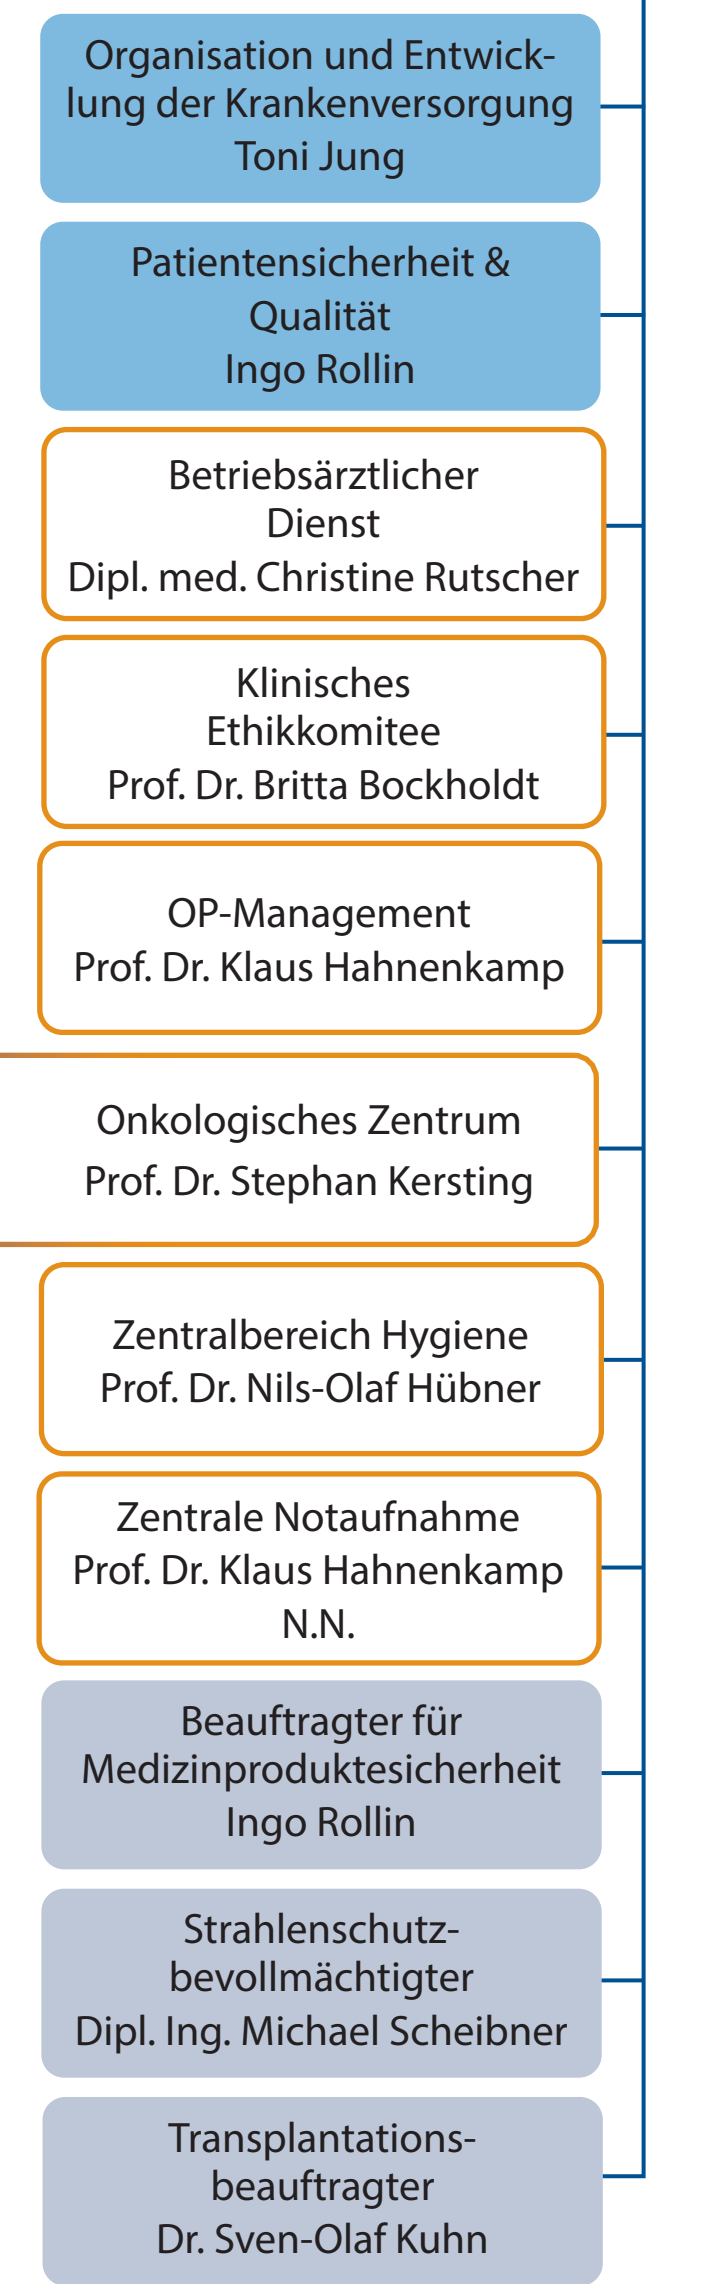 Organisation und Entwick-
lung der Krankenversorgung
Toni Jung
Patientensicherheit &
Qualität
Ingo Rollin
Betriebsärztlicher
Dienst
Dipl. med. Christine Rutscher
Klinisches
Ethikkomitee
Prof. Dr. Britta Bockholdt
OP-Management
Prof. Dr. Klaus Hahnenkamp
Onkologisches Zentrum
Prof. Dr. Stephan Kersting
Zentralbereich Hygiene
Prof. Dr. Nils-Olaf Hübner
Zentrale Notaufnahme
Prof. Dr. Klaus Hahnenkamp
N.N.
Beauftragter für
Medizinproduktesicherheit
Ingo Rollin
Strahlenschutz-
bevollmächtigter
Dipl. Ing. Michael Scheibner
Transplantations-
beauftragter
Dr. Sven-Olaf Kuhn